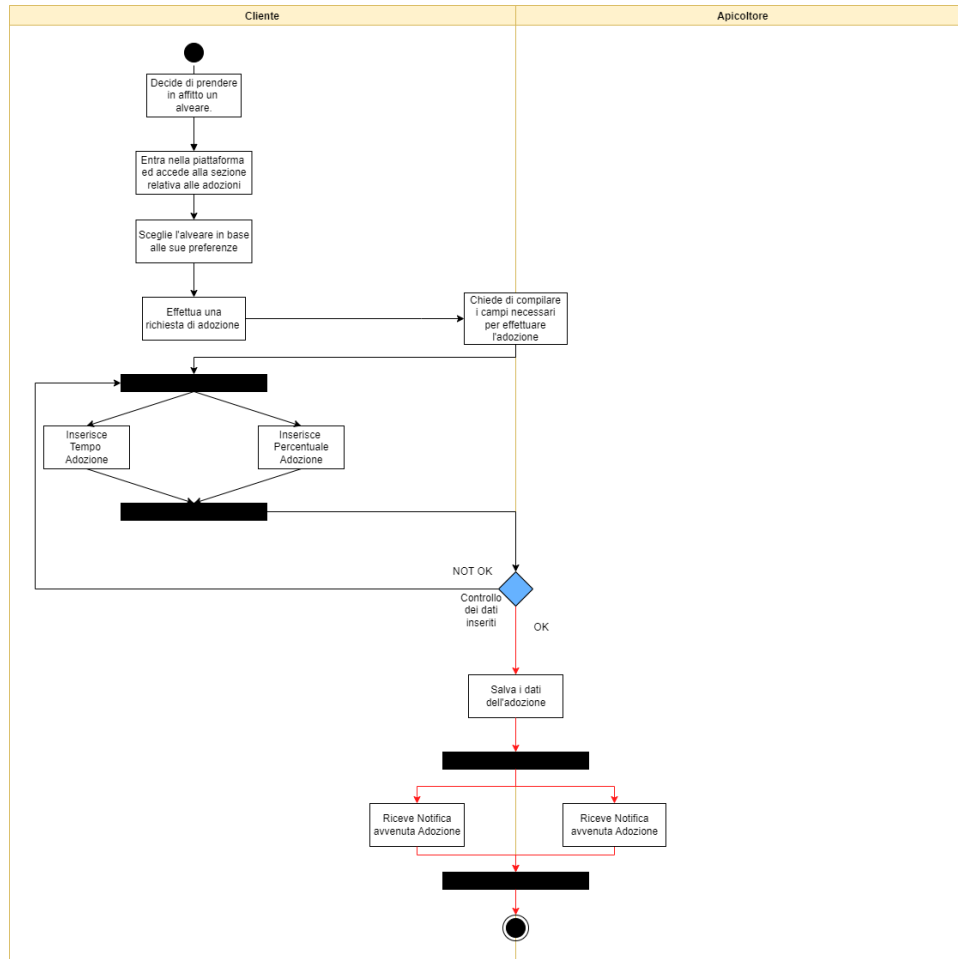 Cliente
Apicoltore
Decide di prendere
in affitto un
alveare.
Entra nella piattaforma
ed accede alla sezione
relativa alle adozioni
Sceglie l'alveare in base
alle sue preferenze
Effettua una
richiesta di adozione
Chiede di compilare
i campi necessari
per effettuare
l'adozione
Inserisce
Tempo
Adozione
Inserisce
Percentuale
Adozione
NOT OK
Controllo
dei dati
inseriti
OK
Salva i dati
dell'adozione
Riceve Notifica
avvenuta Adozione
Riceve Notifica
avvenuta Adozione